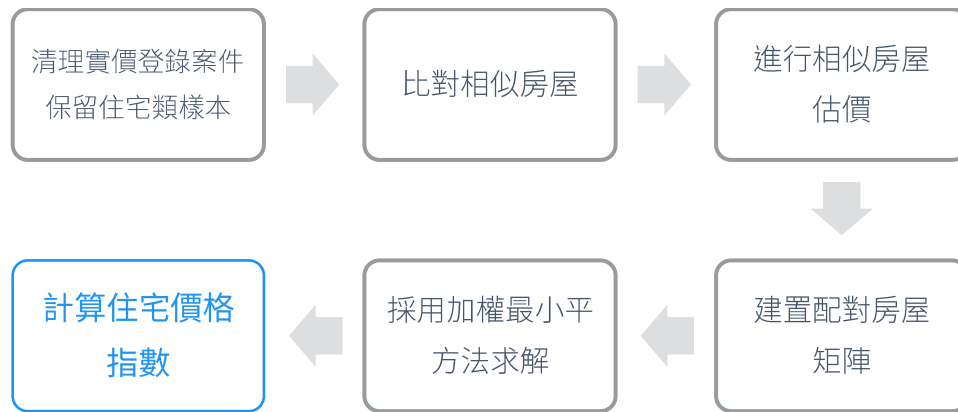 清理實價登錄案件
保留住宅類樣本
比對相似房屋
進行相似房屋
估價
建置配對房屋
矩陣
採用加權最小平
方法求解
計算住宅價格
指數